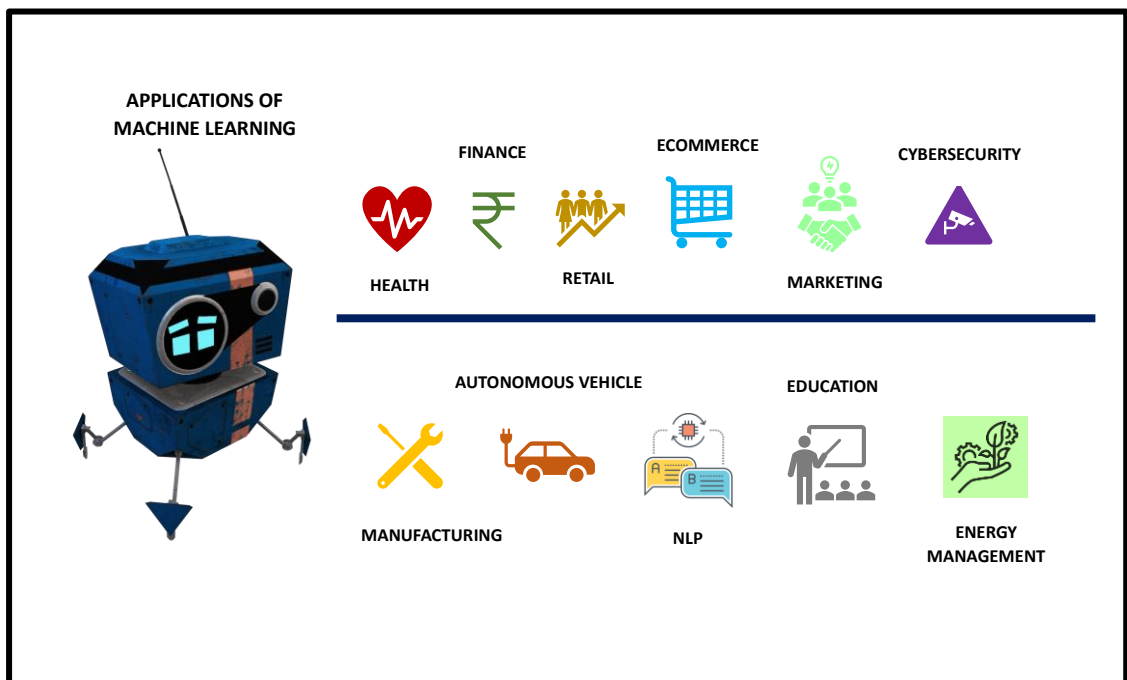 APPLICATIONS OF
MACHINE LEARNING
FINANCE
ECOMMERCE
CYBERSECURITY
₹
HEALTH
RETAIL
MARKETING
AUTONOMOUS VEHICLE
EDUCATION
A
B
MANUFACTURING
NLP
ENERGY
MANAGEMENT